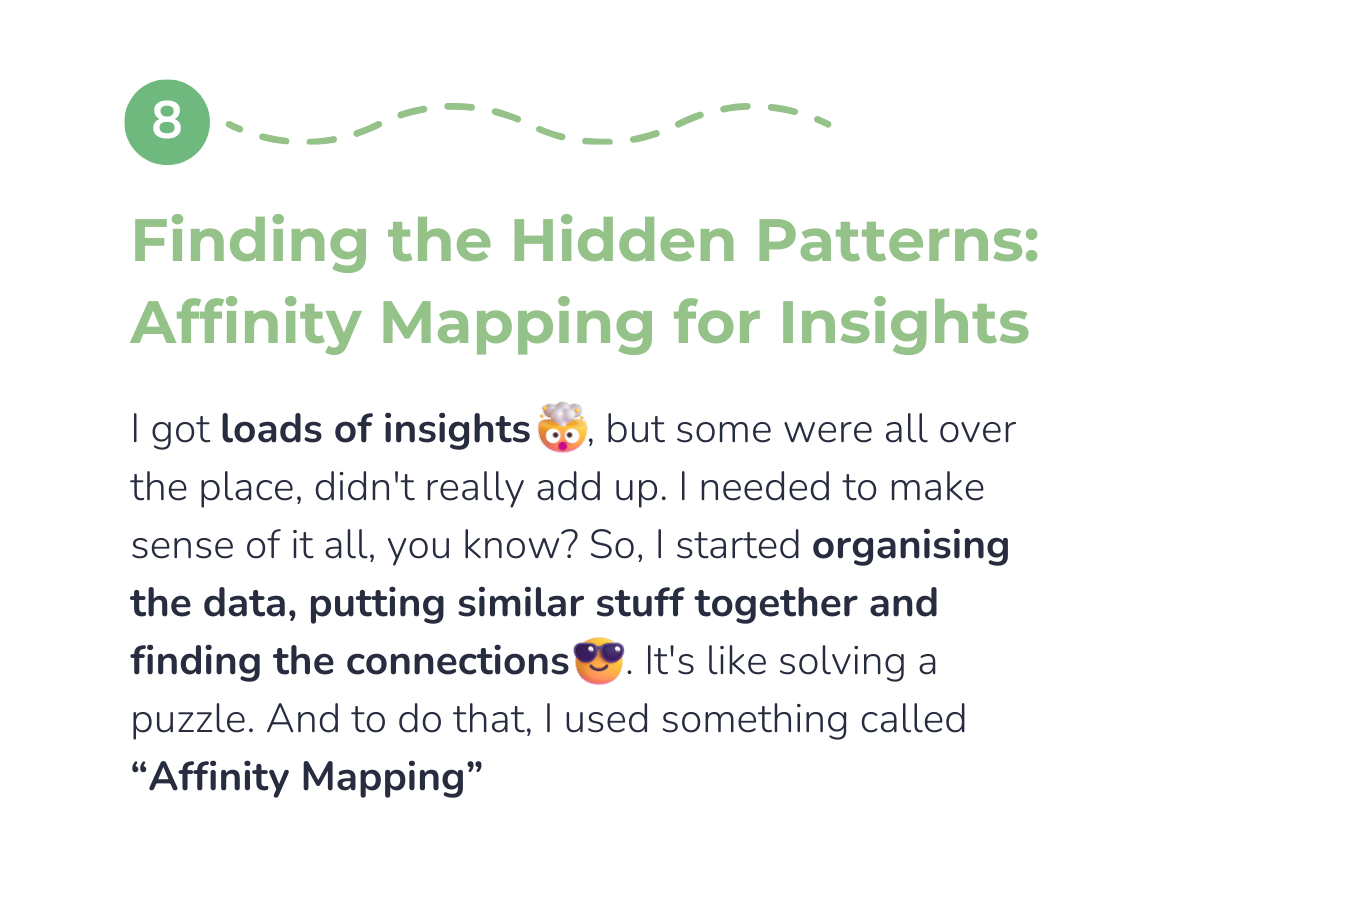 8
Finding the Hidden Patterns:
Affinity Mapping for Insights
I got loads of insights🤯, but some were all over
the place, didn't really add up. I needed to make
sense of it all, you know? So, I started organising
the data, putting similar stuff together and
finding the connections😎. It's like solving a
puzzle. And to do that, I used something called
“Affinity Mapping”